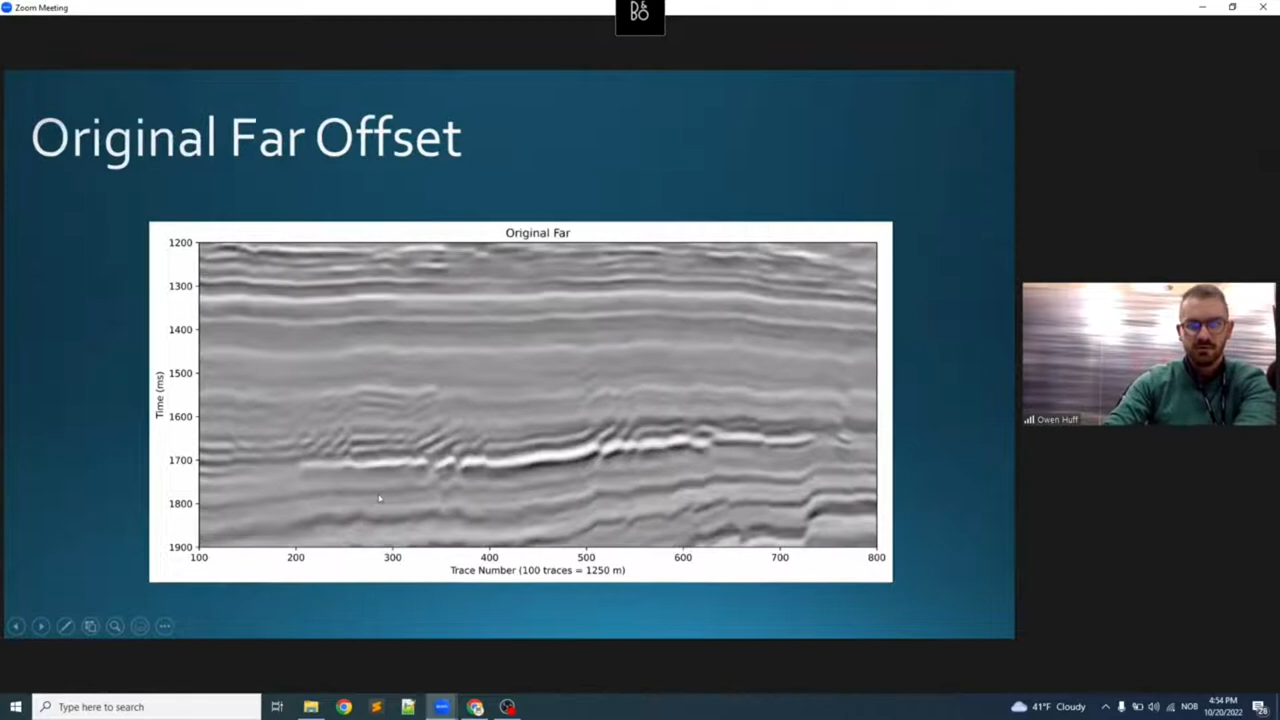 Zoom Meeting
B&
BO
Original Far Offset
Original Far
1200
1300
1400
1500
1600
1700
1800
1900
Time (ms)
100 200 300 400 500 600 700 800
Trace Number (100 traces = 1250 m)
Owen Huff
Type here to search
41°F Cloudy
NOB
4:54 PM
10/20/2022
28